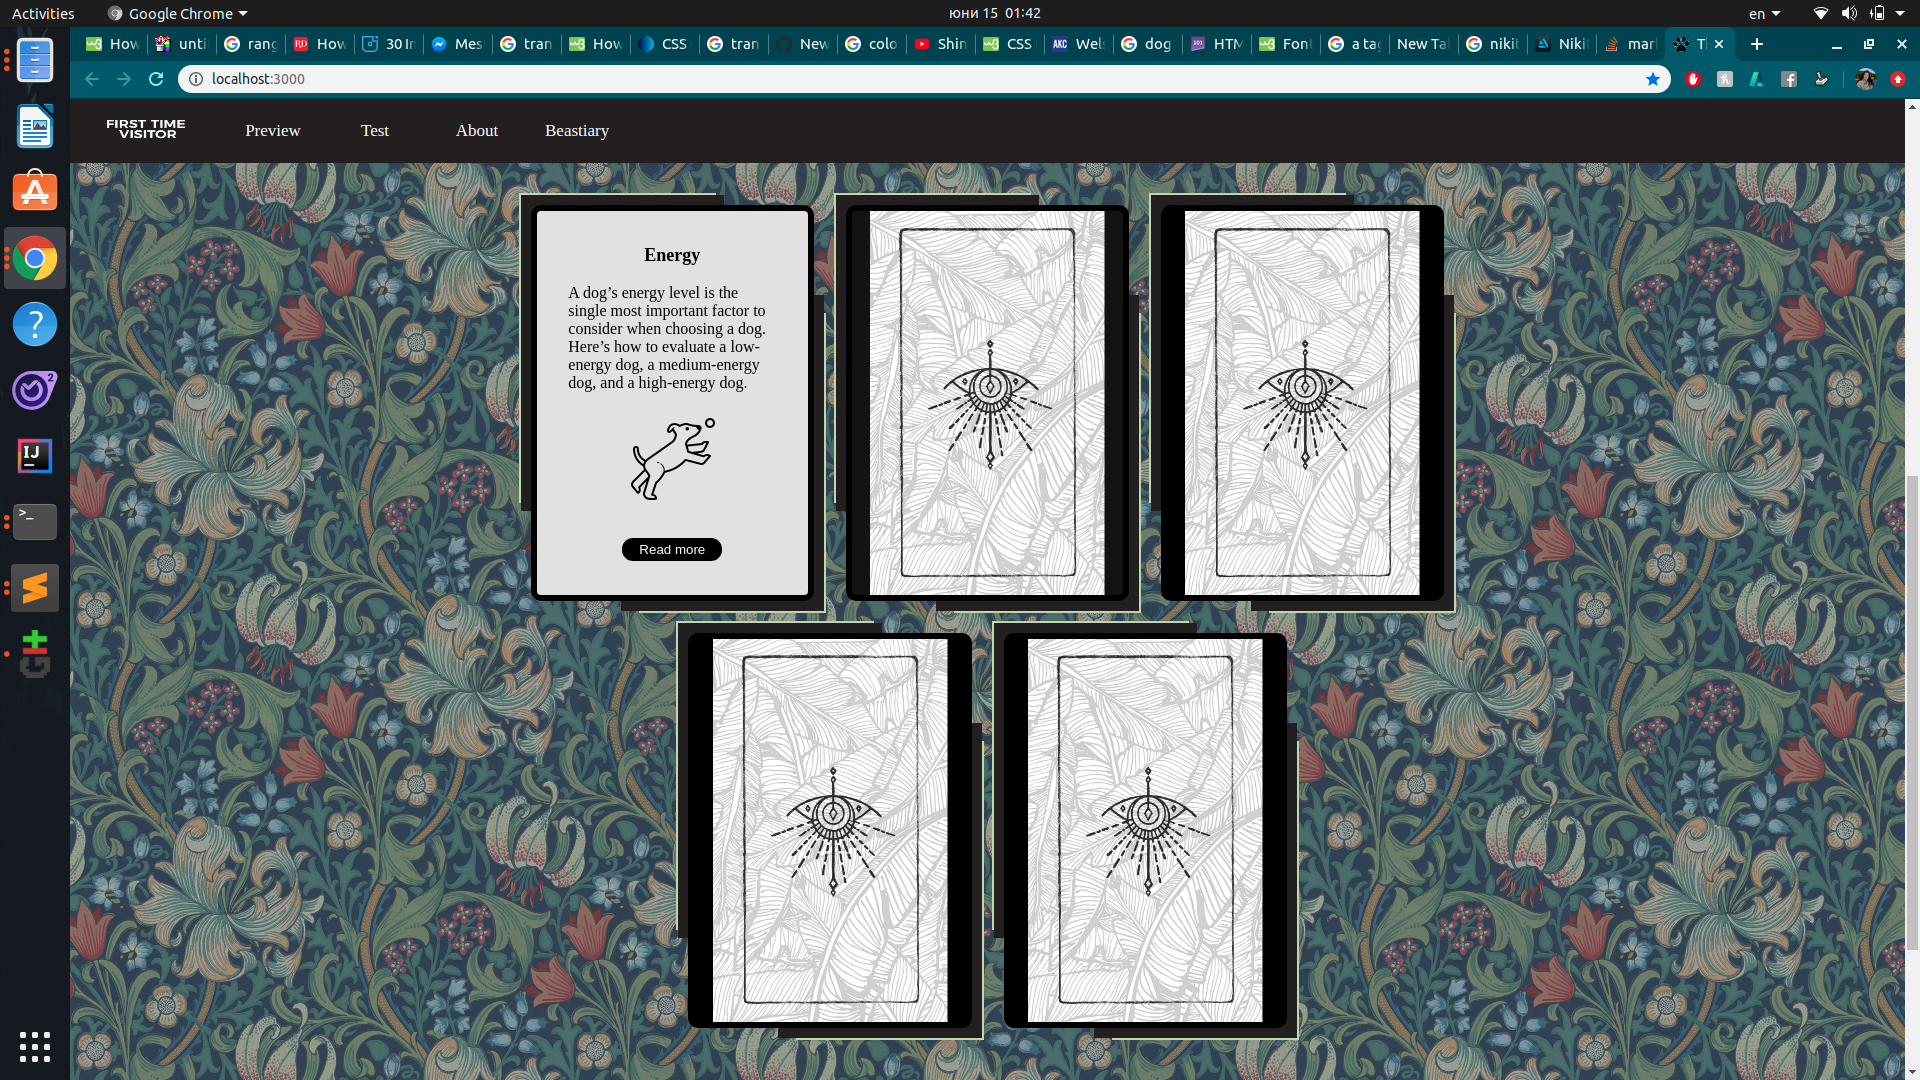 Activities Google Chrome юни 15 01:42 en
How unti rang How 30 In Mes tran How CSS tran New colo Shin CSS Wels dog HTM Font a tag New Tab nikit Nikit mark
localhost:3000
FIRST TIME
VISITOR
Preview Test About Beastiary
Energy
A dog’s energy level is the
single most important factor to
consider when choosing a dog.
Here’s how to evaluate a low-
energy dog, a medium-energy
dog, and a high-energy dog.
Read more